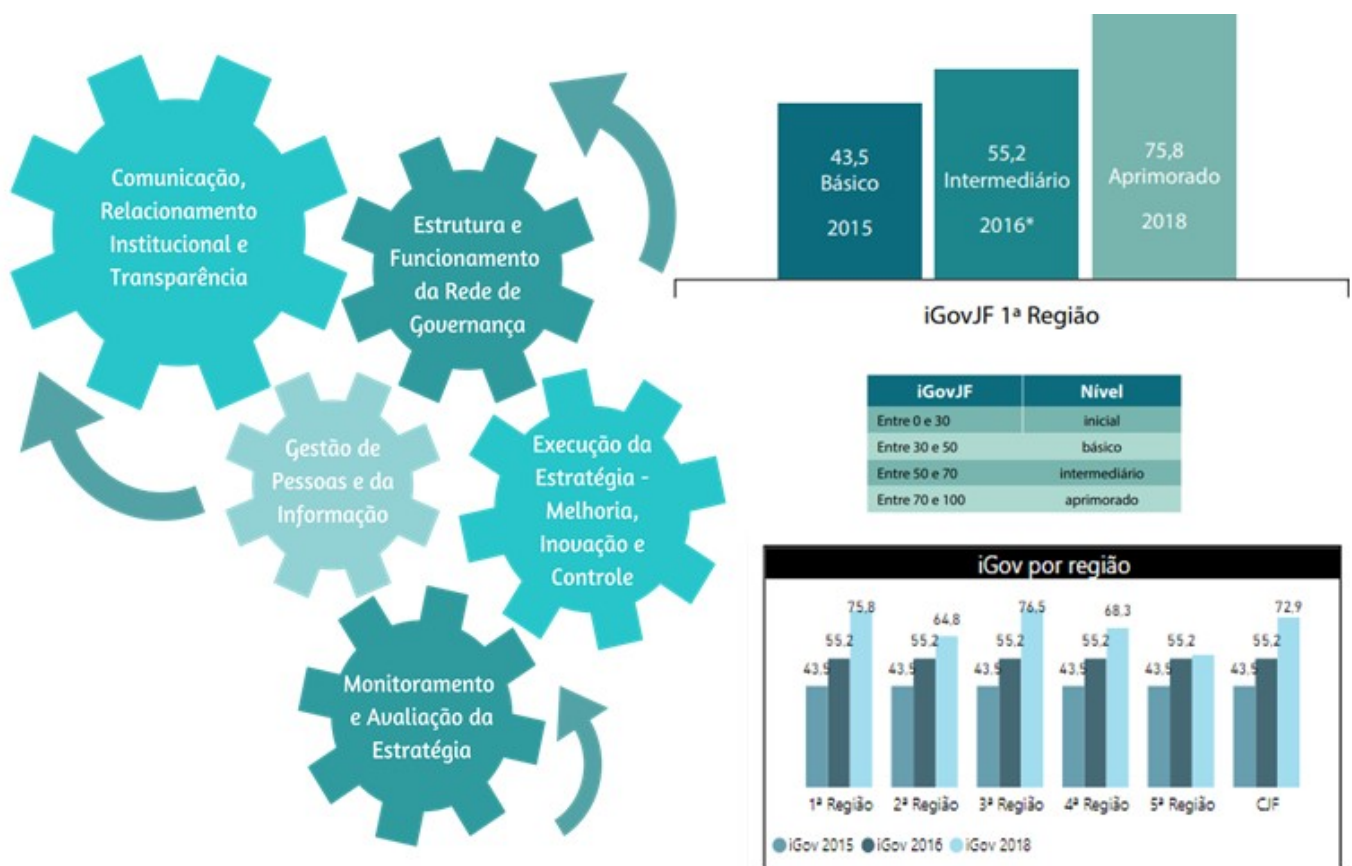 Comunicação,
Relacionamento
Institucional e
Transparência
Estrutura e
Funcionamento
da Rede de
Governança
Gestão de
Pessoas e da
Informação
Execução da
Estratégia -
Melhoria,
Inovação e
Controle
Monitoramento
e Avaliação da
Estratégia
43,5
Básico
2015
55,2
Intermediário
2016*
75,8
Aprimorado
2018
iGovJF 1ª Região
iGovJF Nível
Entre 0 e 30 inicial
Entre 30 e 50 básico
Entre 50 e 70 intermediário
Entre 70 e 100 aprimorado
iGov por região
43,5 55,2 75,8
43,5 55,2 64,8
43,5 55,2 76,5
43,5 55,2 68,3
43,5 55,2
43,5 55,2 72,9
1ª Região 2ª Região 3ª Região 4ª Região 5ª Região CJF
iGov 2015 iGov 2016 iGov 2018